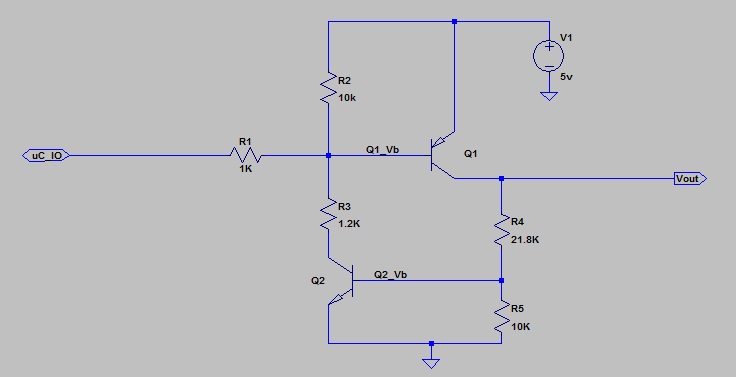 V1
5v
R2
10k
uC_IO
R1
1K
Q1_Vb
Q1
Vout
R3
1.2K
R4
21.8K
Q2
Q2_Vb
R5
10K